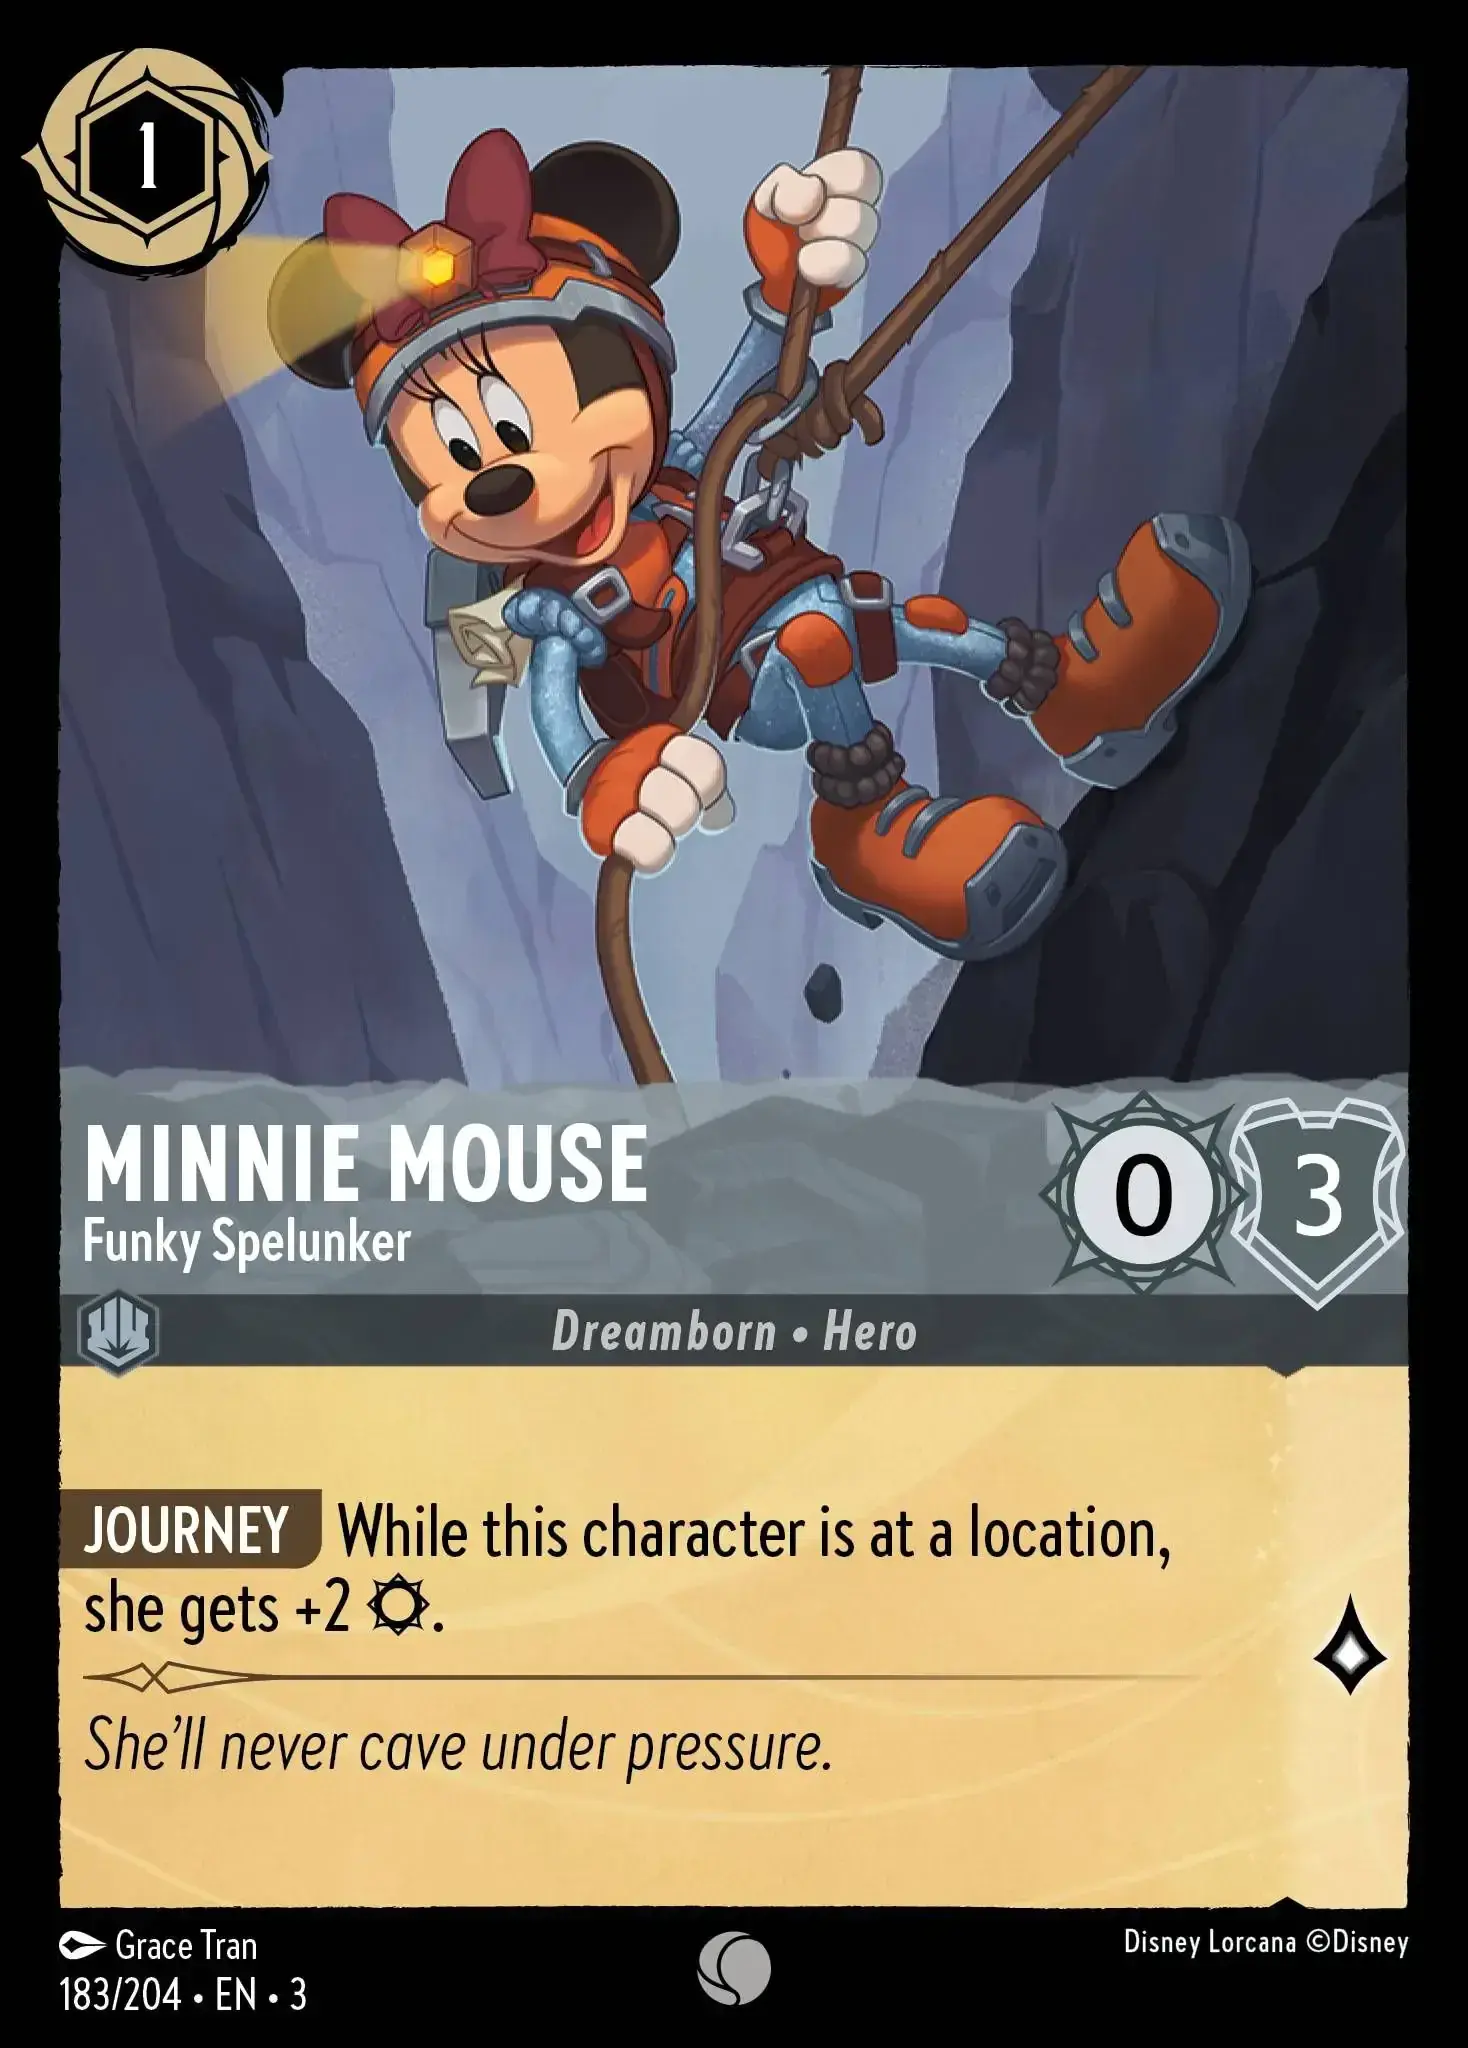 1
MINNIE MOUSE
Funky Spelunker
0
3
Dreamborn • Hero
JOURNEY While this character is at a location,
she gets +2 .
She'll never cave under pressure.
Grace Tran
183/204 • EN • 3
Disney Lorcana ©Disney